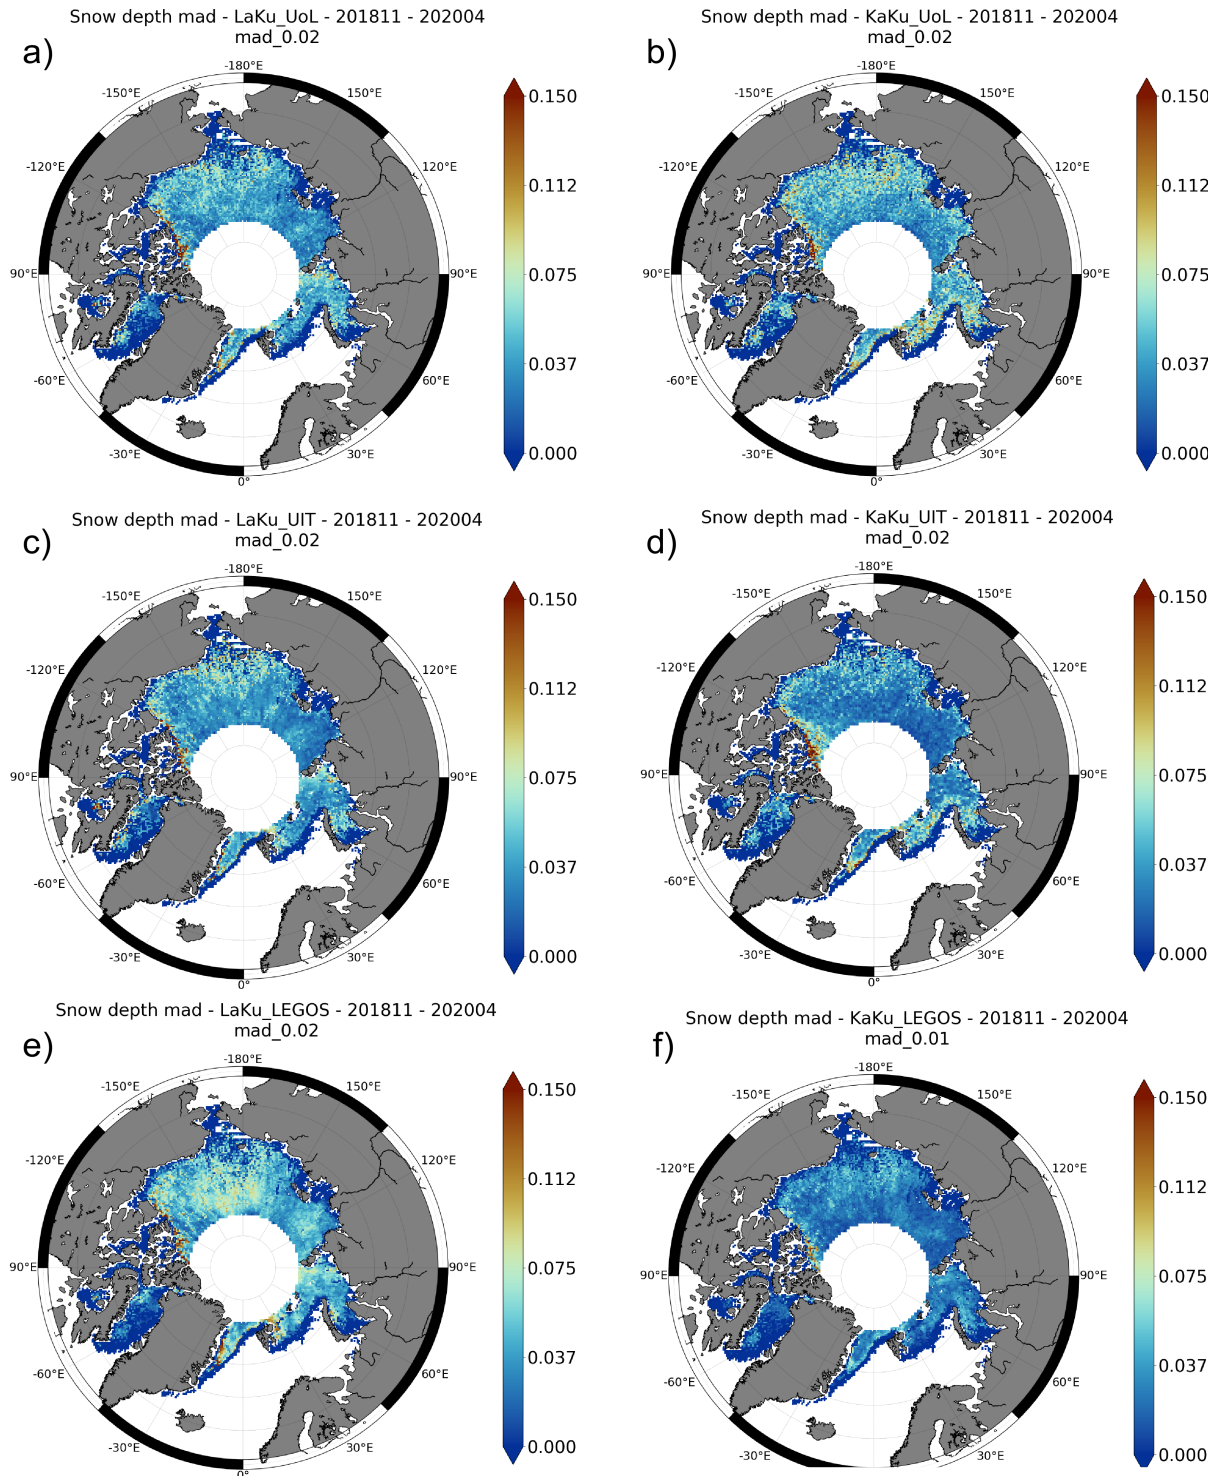 Snow depth mad - LaKu_UoL - 201811 - 202004
mad_0.02
a)
-180°E
-150°E
150°E
-120°E
120°E
90°E
90°E
-60°E
60°E
-30°E
30°E
0°
0.150
0.112
0.075
0.037
0.000
Snow depth mad - KaKu_UoL - 201811 - 202004
mad_0.02
b)
-180°E
-150°E
150°E
-120°E
120°E
90°E
90°E
-60°E
60°E
-30°E
30°E
0°
0.150
0.112
0.075
0.037
0.000
Snow depth mad - LaKu_UIT - 201811 - 202004
mad_0.02
c)
-180°E
-150°E
150°E
-120°E
120°E
90°E
90°E
-60°E
60°E
-30°E
30°E
0°
0.150
0.112
0.075
0.037
0.000
Snow depth mad - KaKu_UIT - 201811 - 202004
mad_0.02
d)
-180°E
-150°E
150°E
-120°E
120°E
90°E
90°E
-60°E
60°E
-30°E
30°E
0°
0.150
0.112
0.075
0.037
0.000
Snow depth mad - LaKu_LEGOS - 201811 - 202004
mad_0.02
e)
-180°E
-150°E
150°E
-120°E
120°E
90°E
90°E
-60°E
60°E
-30°E
30°E
0°
0.150
0.112
0.075
0.037
0.000
Snow depth mad - KaKu_LEGOS - 201811 - 202004
mad_0.01
f)
-180°E
-150°E
150°E
-120°E
120°E
90°E
90°E
-60°E
60°E
-30°E
30°E
0.150
0.112
0.075
0.037
0.000